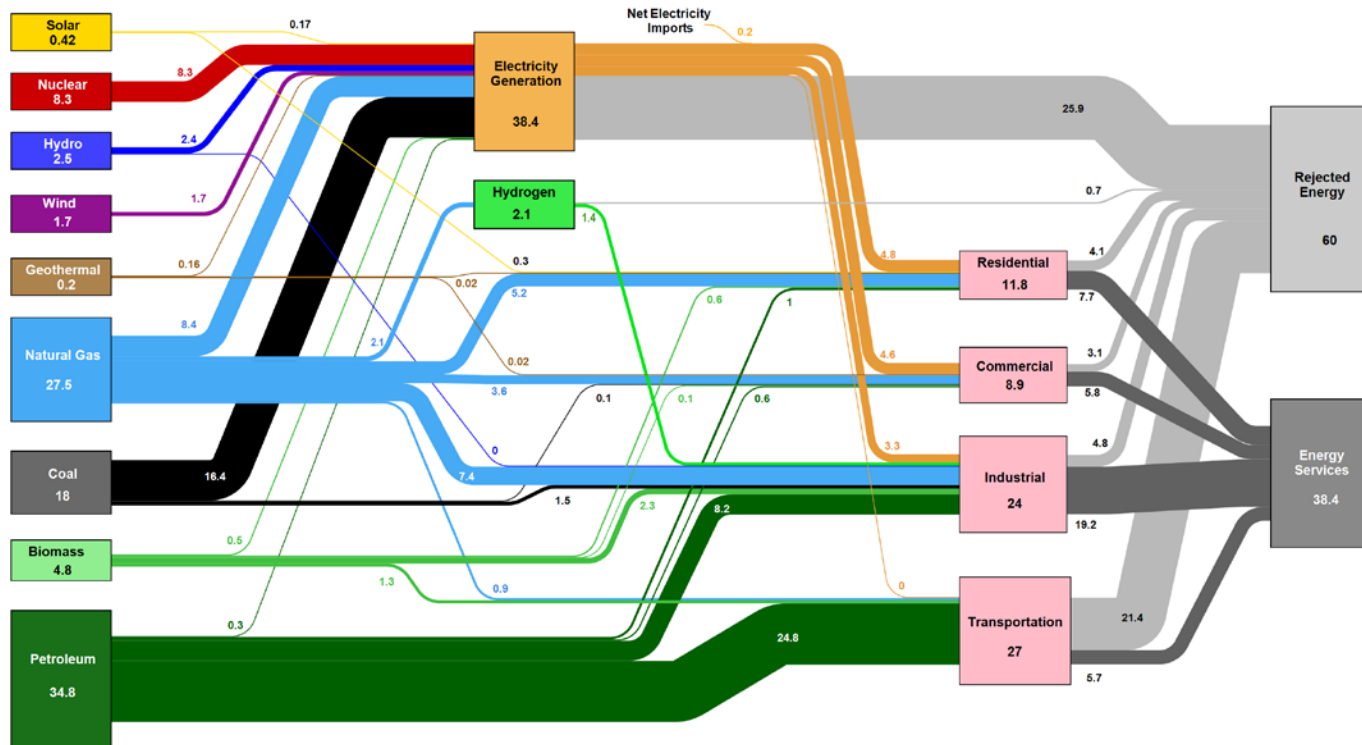 Solar
0.42
0.17
Net Electricity
Imports
0.2
Nuclear
8.3
8.3
Electricity
Generation
38.4
25.9
Hydro
2.5
2.4
Wind
1.7
1.7
Hydrogen
2.1
1.4
0.7
Rejected
Energy
60
Geothermal
0.2
0.16
0.02
0.3
5.2
0.6
1
4.8
Residential
11.8
4.1
7.7
Natural Gas
27.5
8.4
2.1
0.02
3.6
0.1
0.1
0.6
4.6
Commercial
8.9
3.1
5.8
Coal
18
16.4
0
7.4
1.5
2.3
8.2
3.3
Industrial
24
4.8
19.2
Energy
Services
38.4
Biomass
4.8
0.5
1.3
0.9
0
Petroleum
34.8
0.3
24.8
Transportation
27
21.4
5.7